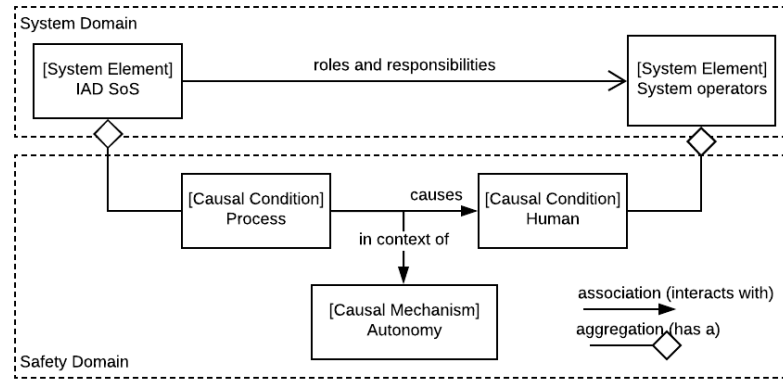 System Domain
[System Element]
IAD SoS
roles and responsibilities
[System Element]
System operators
[Causal Condition]
Process
causes
in context of
[Causal Condition]
Human
[Causal Mechanism]
Autonomy
association (interacts with)
aggregation (has a)
Safety Domain